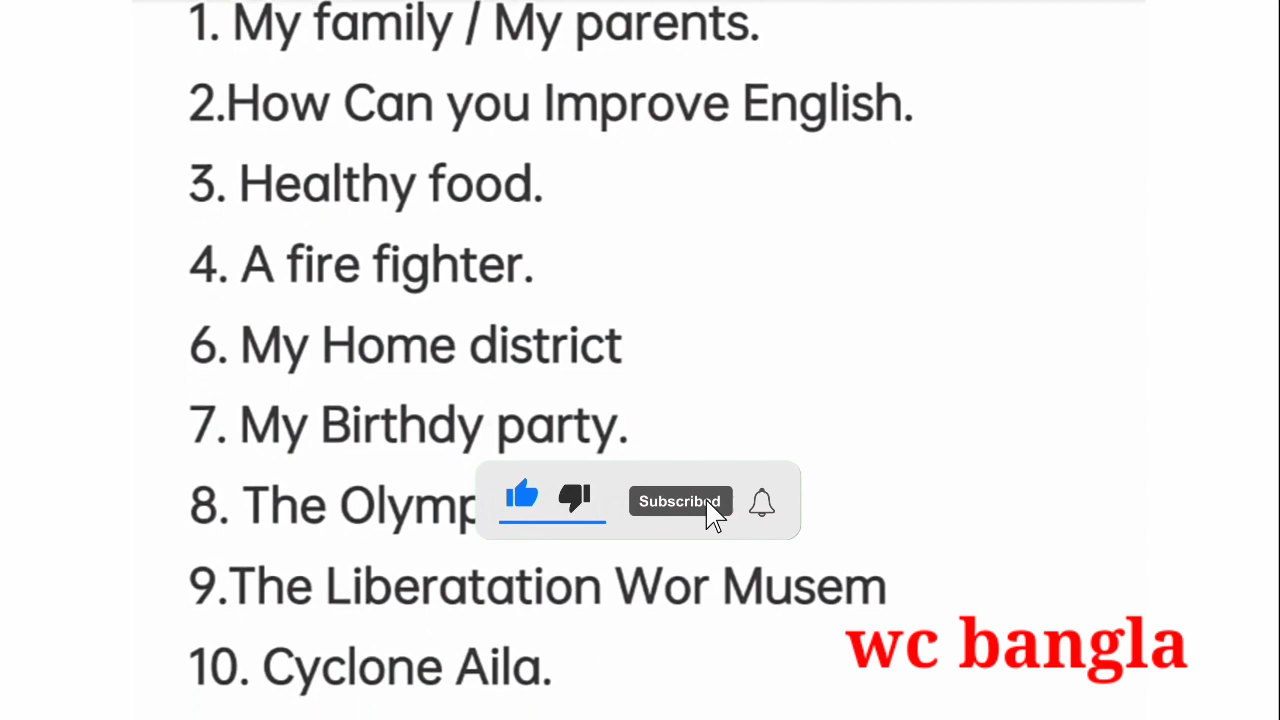 1. My family / My parents.
2.How Can you Improve English.
3. Healthy food.
4. A fire fighter.
6. My Home district
7. My Birthdy party.
8. The
Subscribed
9.The Liberatation Wor Musem
10. Cyclone Aila.
wc bangla